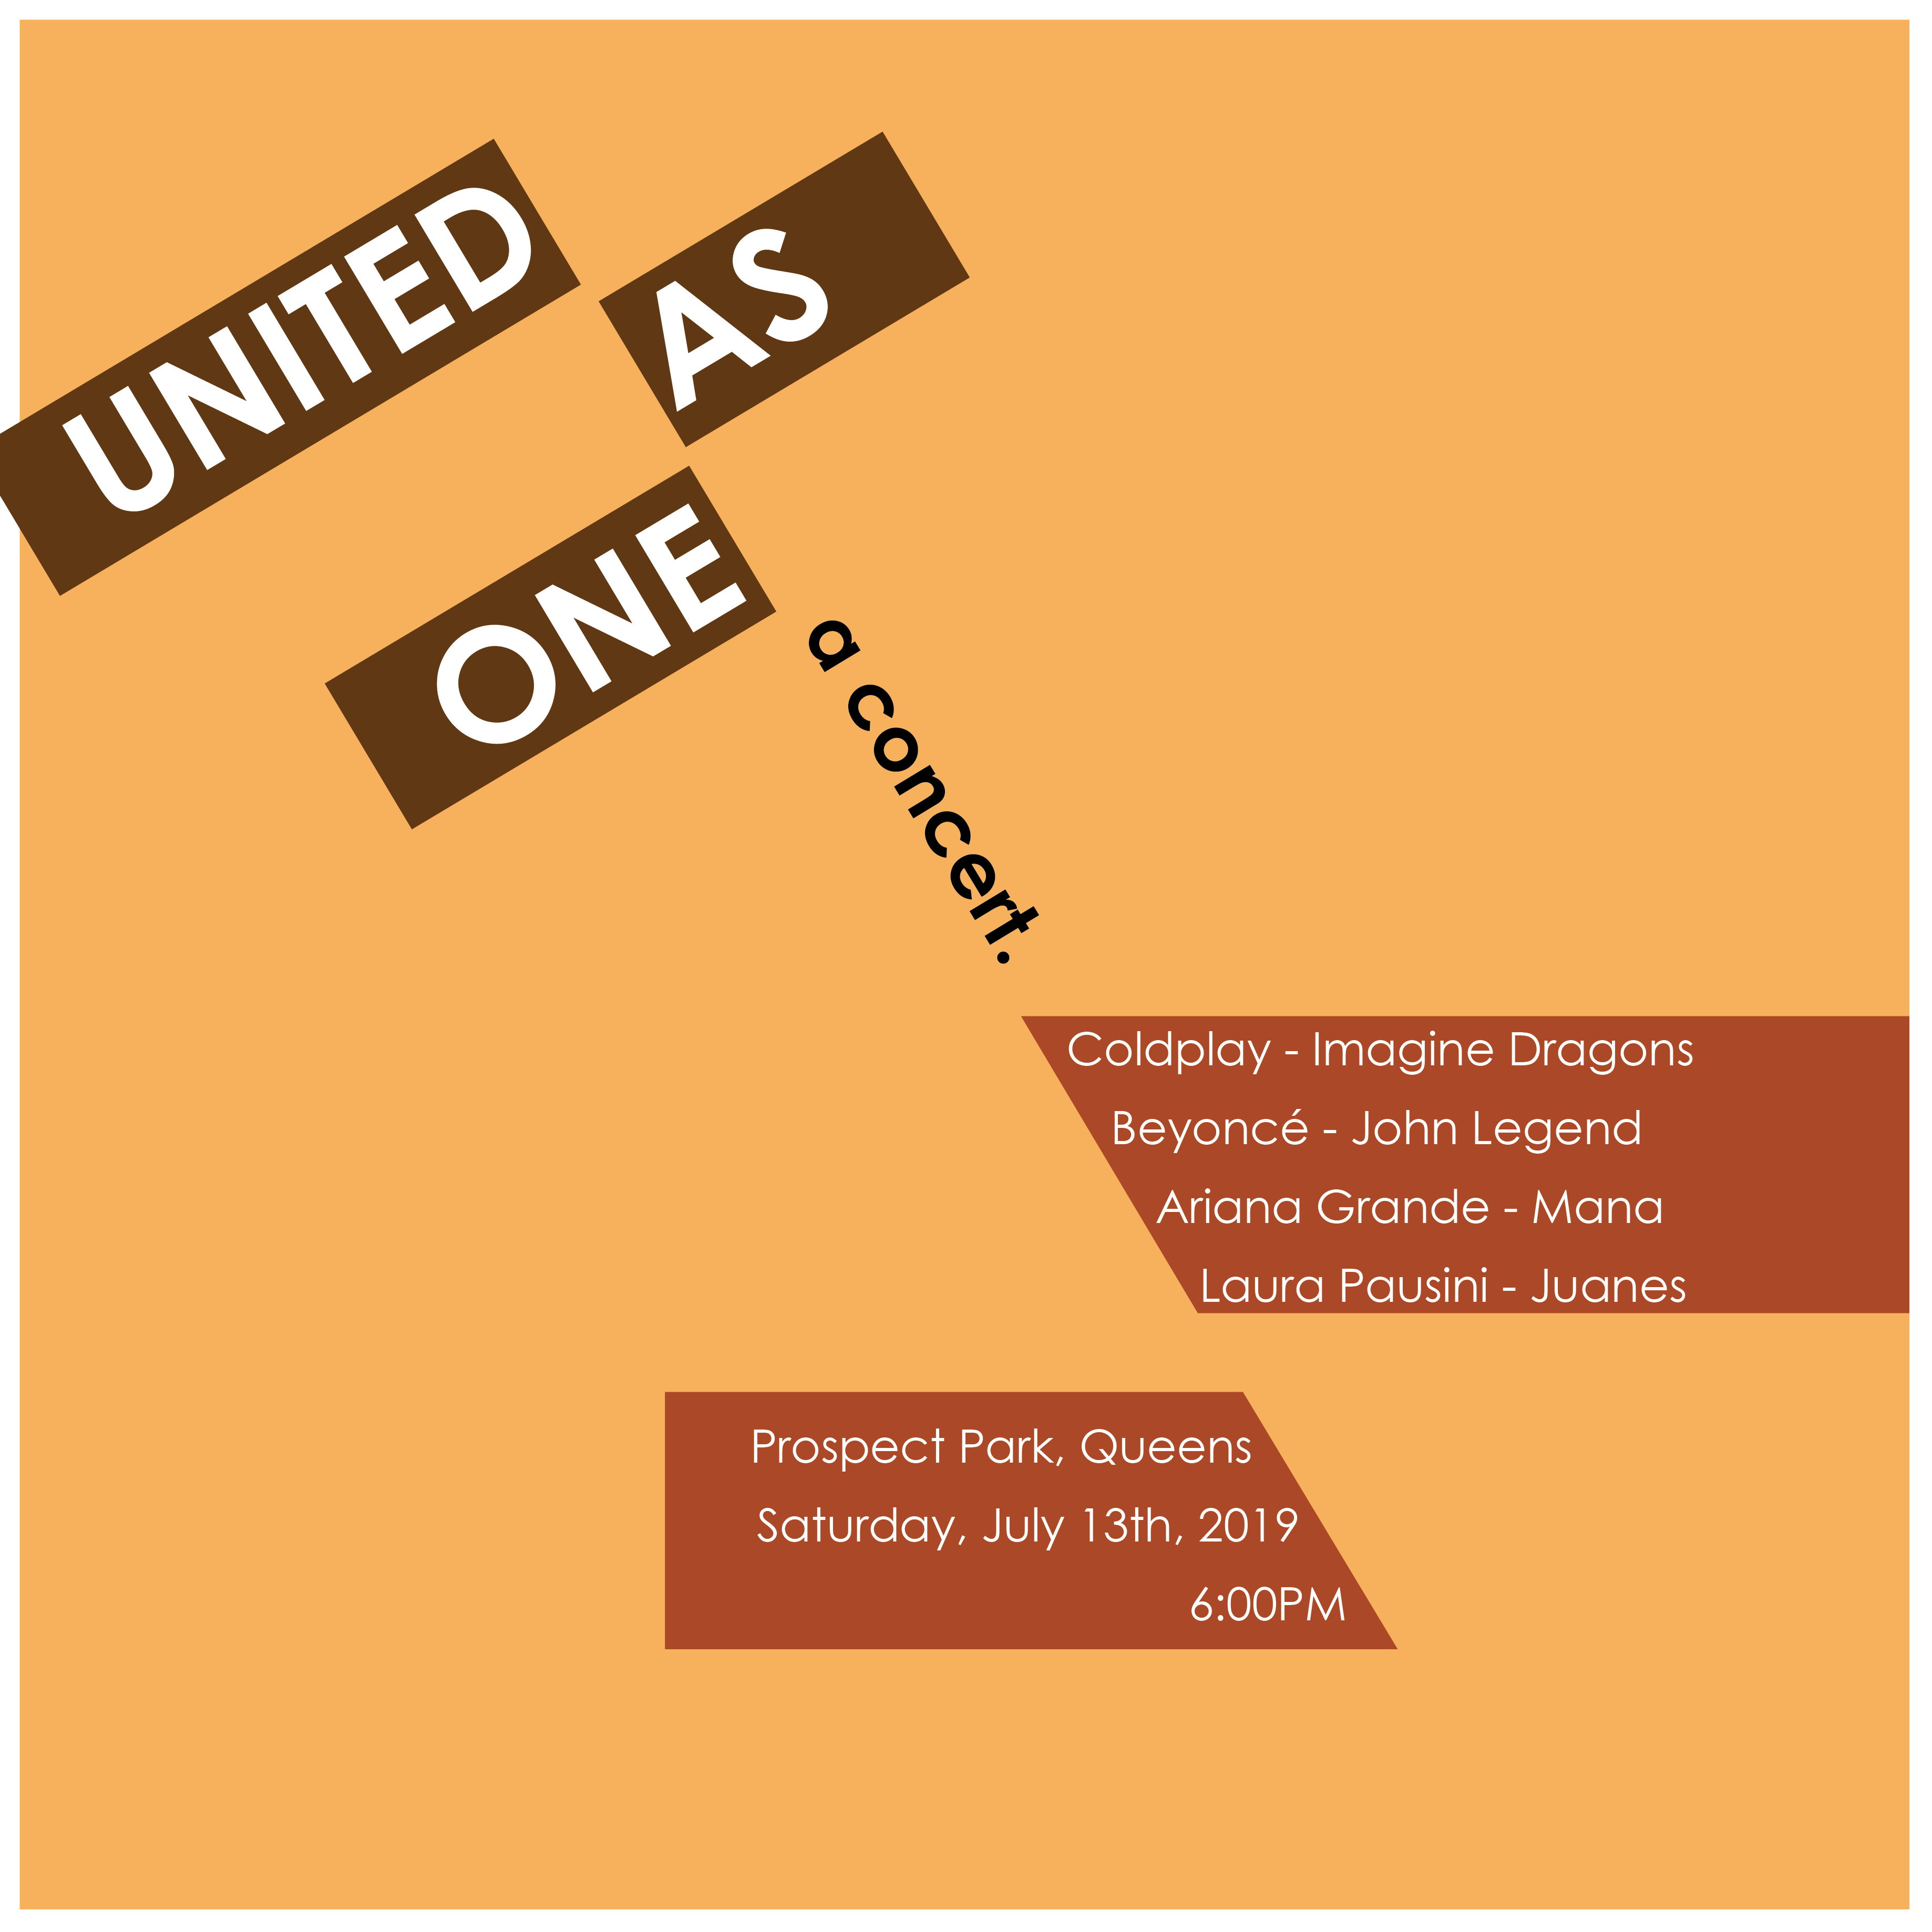 UNITED
AS
ONE
a concert.
Coldplay - Imagine Dragons
Beyoncé - John Legend
Ariana Grande - Mana
Laura Pausini - Juanes
Prospect Park, Queens
Saturday, July 13th, 2019
6:00PM